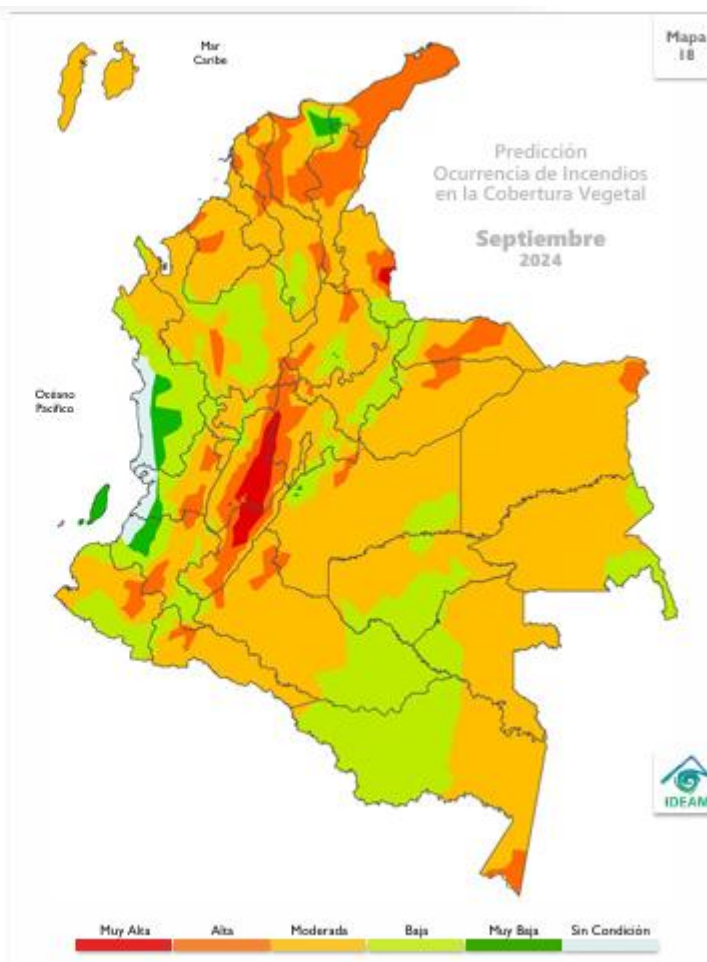 Mar
Caribe
Mapa
18
Predicción
Ocurrencia de Incendios
en la Cobertura Vegetal
Septiembre
2024
Océano
Pacífico
IDEAM
Muy Alta
Alta
Moderada
Baja
Muy Baja
Sin Condición